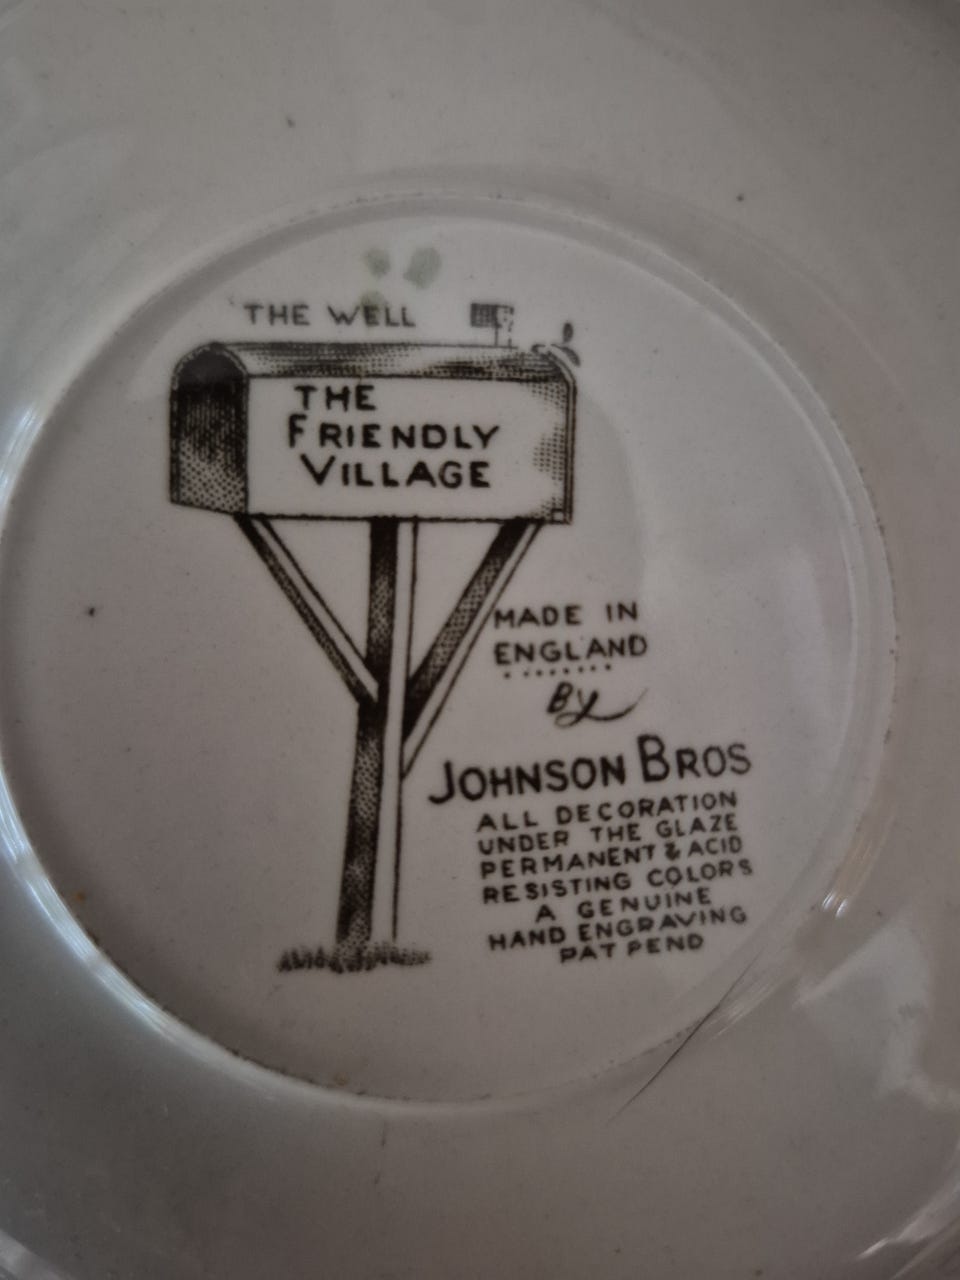 THE WELL
THE
FRIENDLY
VILLAGE
MADE IN
ENGLAND
By
JOHNSON BROS
ALL DECORATION
UNDER THE GLAZE
PERMANENT & ACID
RESISTING COLORS
A GENUINE
HAND ENGRAVING
PAT PEND